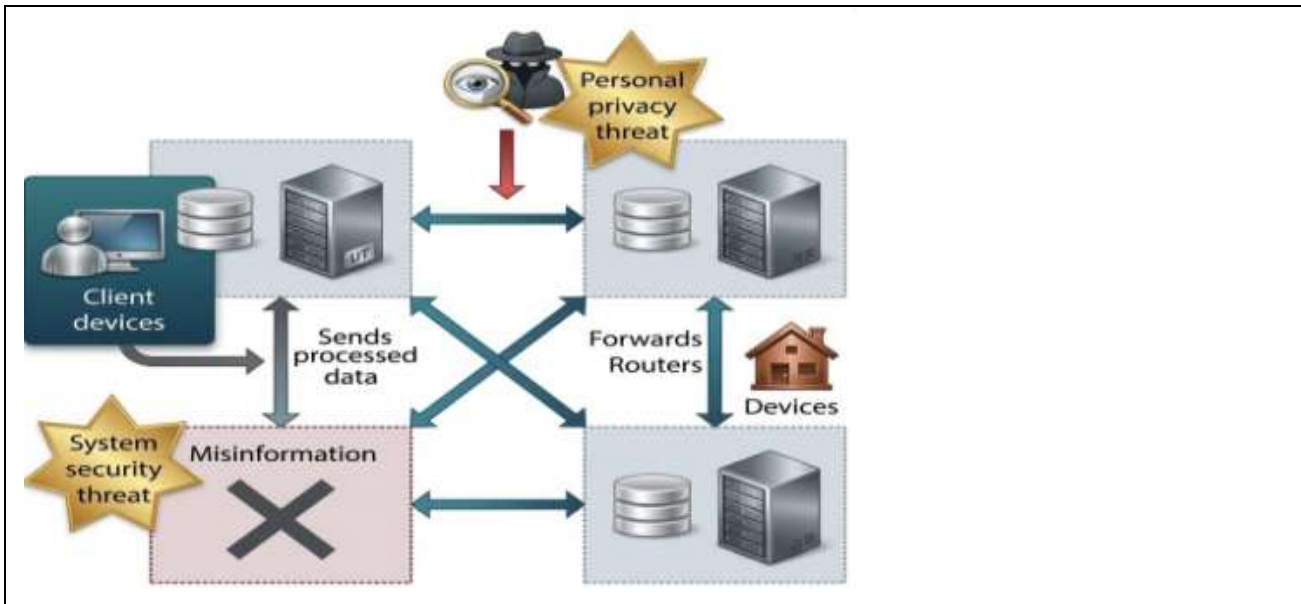 Personal
privacy
threat
Client
devices
Sends
processed
data
Forwards
Routers
Devices
System
security
threat
Misinformation